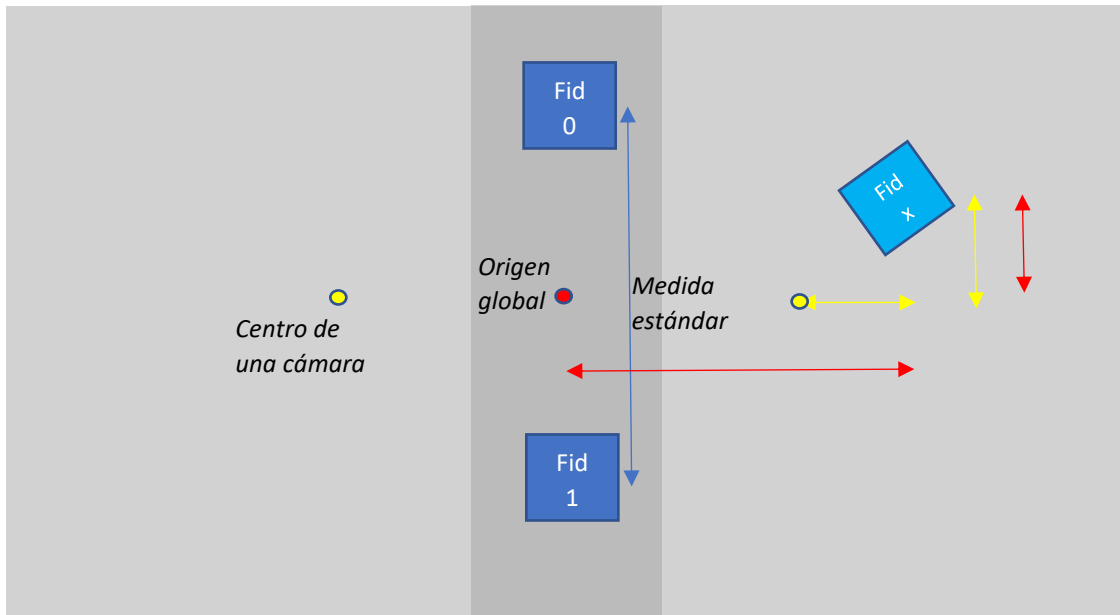 Fid
0
Fid
x
Origen
global
Medida
estándar
Centro de
una cámara
Fid
1